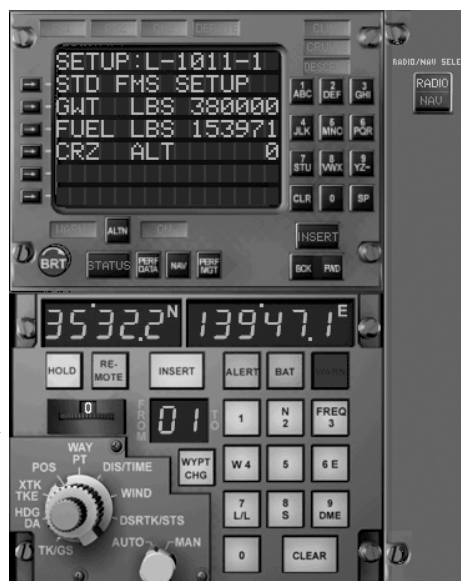 DESCE
SETUP:L-1011-1
STD FMS SETUP
GWT LBS 380000
FUEL LBS 153971
CRZ ALT 0
RADIO/NAV SELE
RADIO
NAV
1 ABC 2 DEF 3 GHI
4 JLK 5 MNO 6 PQR
7 STU 8 VWX 9 YZ-
CLR 0 SP
ALTN
INSERT
BRT STATUS PERF DATA NAV PERF MGT BCK FWD
35°32.2 N 139°47.1 E
HOLD RE-MOTE INSERT ALERT BAT WARN
0
FROM 01 TO
1 N 2 FREQ 3
WYPT CHG
W 4 5 6 E
7 L/L 8 S 9 DME
0 CLEAR
WAY PT
POS DIS/TIME
XTK TKE WIND
HDG DA DSRTK/STS
TK/GS AUTO MAN